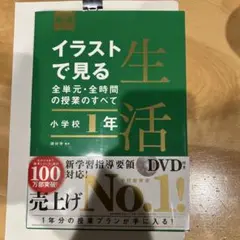 イラスト
で見る
全単元・全時間
の授業のすべて
小学校 1年
生活
新学習指導要領
対応!
DVD
100
万部突破!
売上げNo.1!
1年分の授業プランが手に入る!